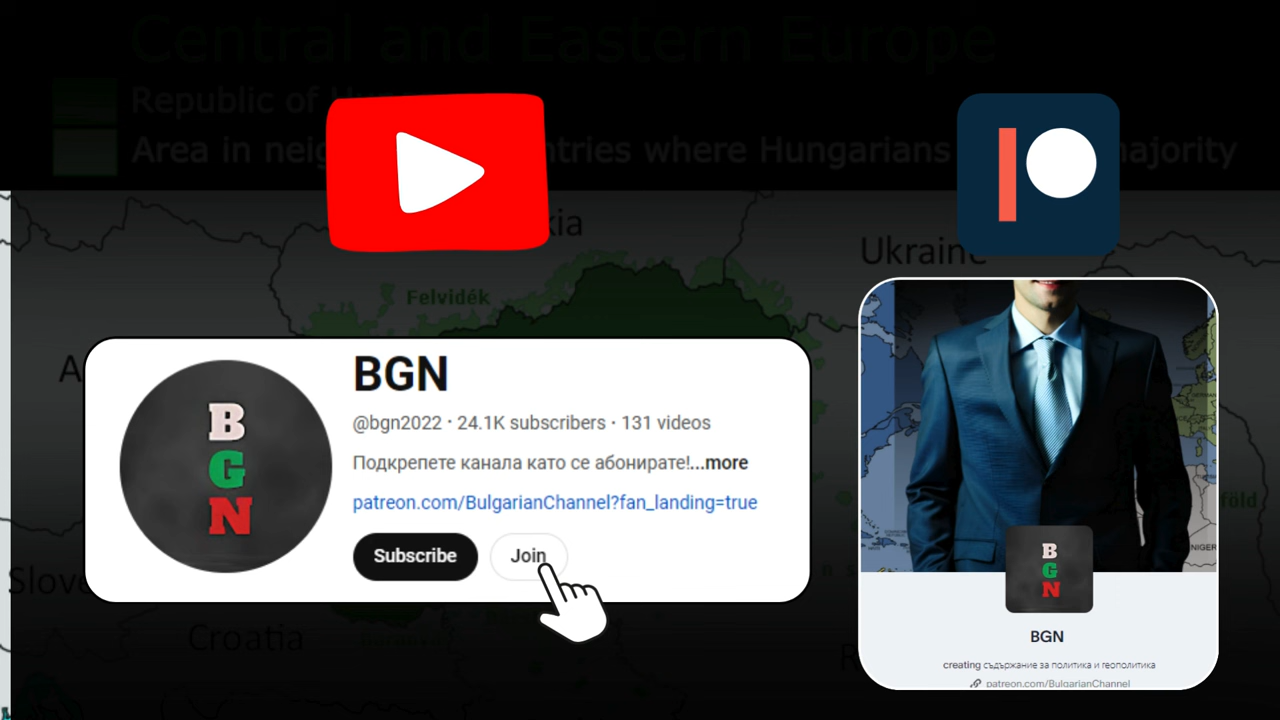 Central and Eastern Europe
Republic of
Area in neig
ntries where Hungarians
ajority
kia
Ukraine
Felvidék
A
BGN
@bgn2022 · 24.1K subscribers · 131 videos
Подкрепете канала като се абонирате!...more
patreon.com/BulgarianChannel?fan_landing=true
Subscribe
Join
B
G
N
föld
NIGER
Slove
Croatia
B
G
N
BGN
creating съдържание за политика и геополитика
patreon.com/BulgarianChannel